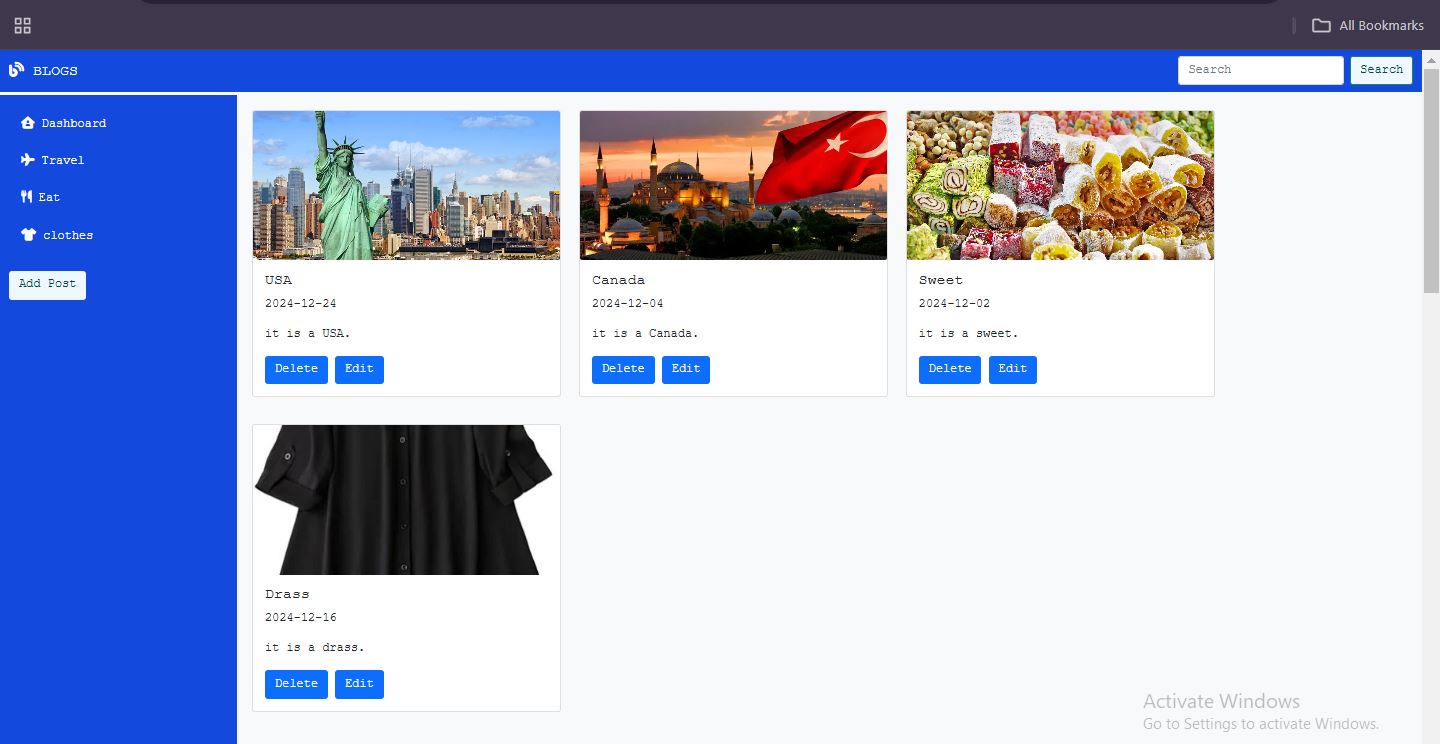 All Bookmarks
BLOGS
Search
Search
Dashboard
Travel
Eat
clothes
Add Post
USA
2024-12-24
it is a USA.
Delete
Edit
Canada
2024-12-04
it is a Canada.
Delete
Edit
Sweet
2024-12-02
it is a sweet.
Delete
Edit
Drass
2024-12-16
it is a drass.
Delete
Edit
Activate Windows
Go to Settings to activate Windows.